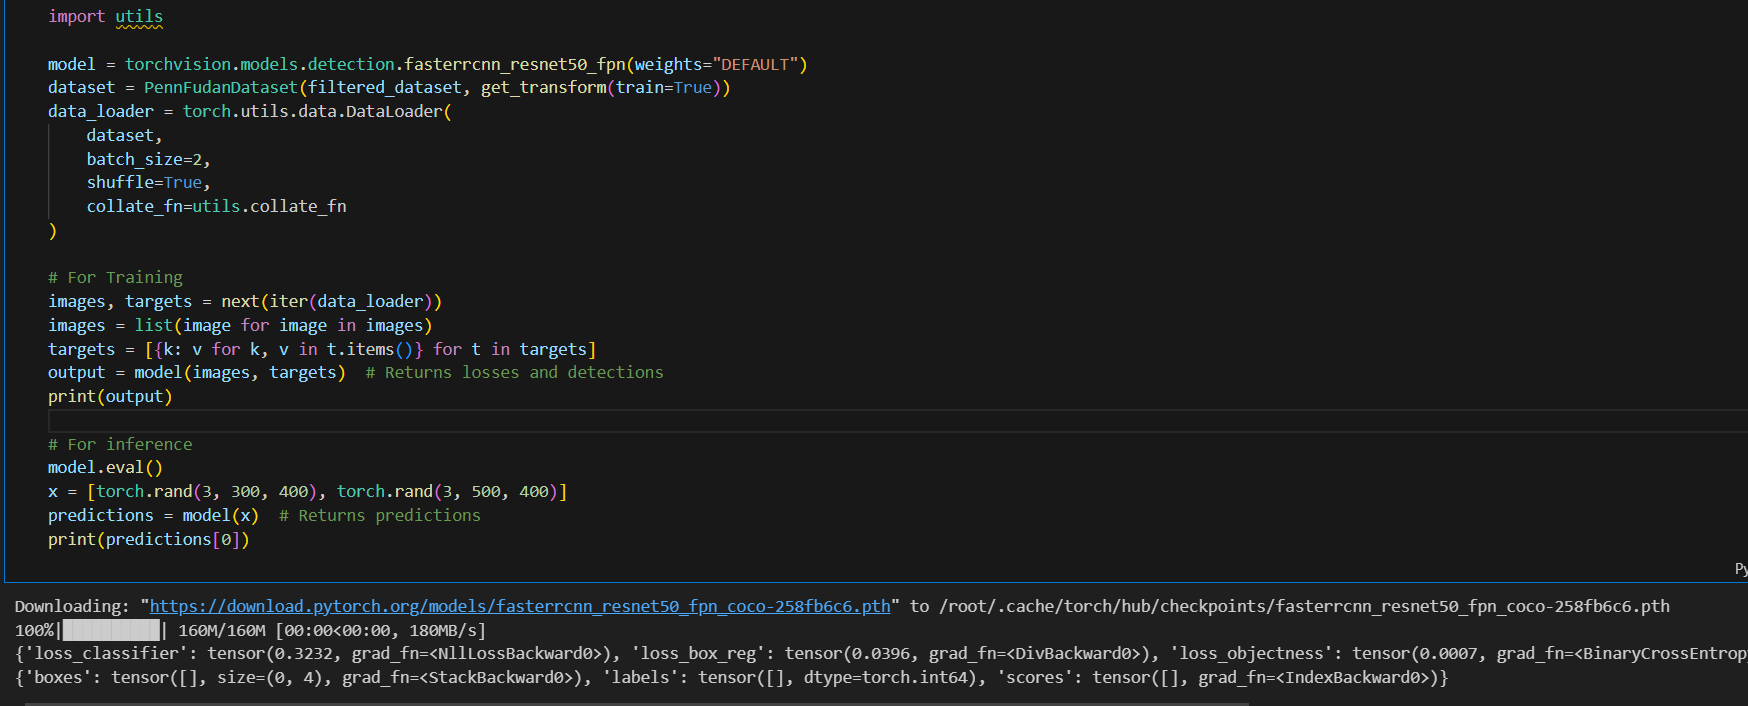 import utils
model = torchvision.models.detection.fasterrcnn_resnet50_fpn(weights="DEFAULT")
dataset = PennFudanDataset(filtered_dataset, get_transform(train=True))
data_loader = torch.utils.data.DataLoader(
    dataset,
    batch_size=2,
    shuffle=True,
    collate_fn=utils.collate_fn
)
# For Training
images, targets = next(iter(data_loader))
images = list(image for image in images)
targets = [{k: v for k, v in t.items()} for t in targets]
output = model(images, targets)  # Returns losses and detections
print(output)
# For inference
model.eval()
x = [torch.rand(3, 300, 400), torch.rand(3, 500, 400)]
predictions = model(x)  # Returns predictions
print(predictions[0])
Py
Downloading: "https://download.pytorch.org/models/fasterrcnn_resnet50_fpn_coco-258fb6c6.pth" to /root/.cache/torch/hub/checkpoints/fasterrcnn_resnet50_fpn_coco-258fb6c6.pth
100%|██████████| 160M/160M [00:00<00:00, 180MB/s]
{'loss_classifier': tensor(0.3232, grad_fn=<NllLossBackward0>), 'loss_box_reg': tensor(0.0396, grad_fn=<DivBackward0>), 'loss_objectness': tensor(0.0007, grad_fn=<BinaryCrossEntrop
{'boxes': tensor([], size=(0, 4), grad_fn=<StackBackward0>), 'labels': tensor([], dtype=torch.int64), 'scores': tensor([], grad_fn=<IndexBackward0>)}